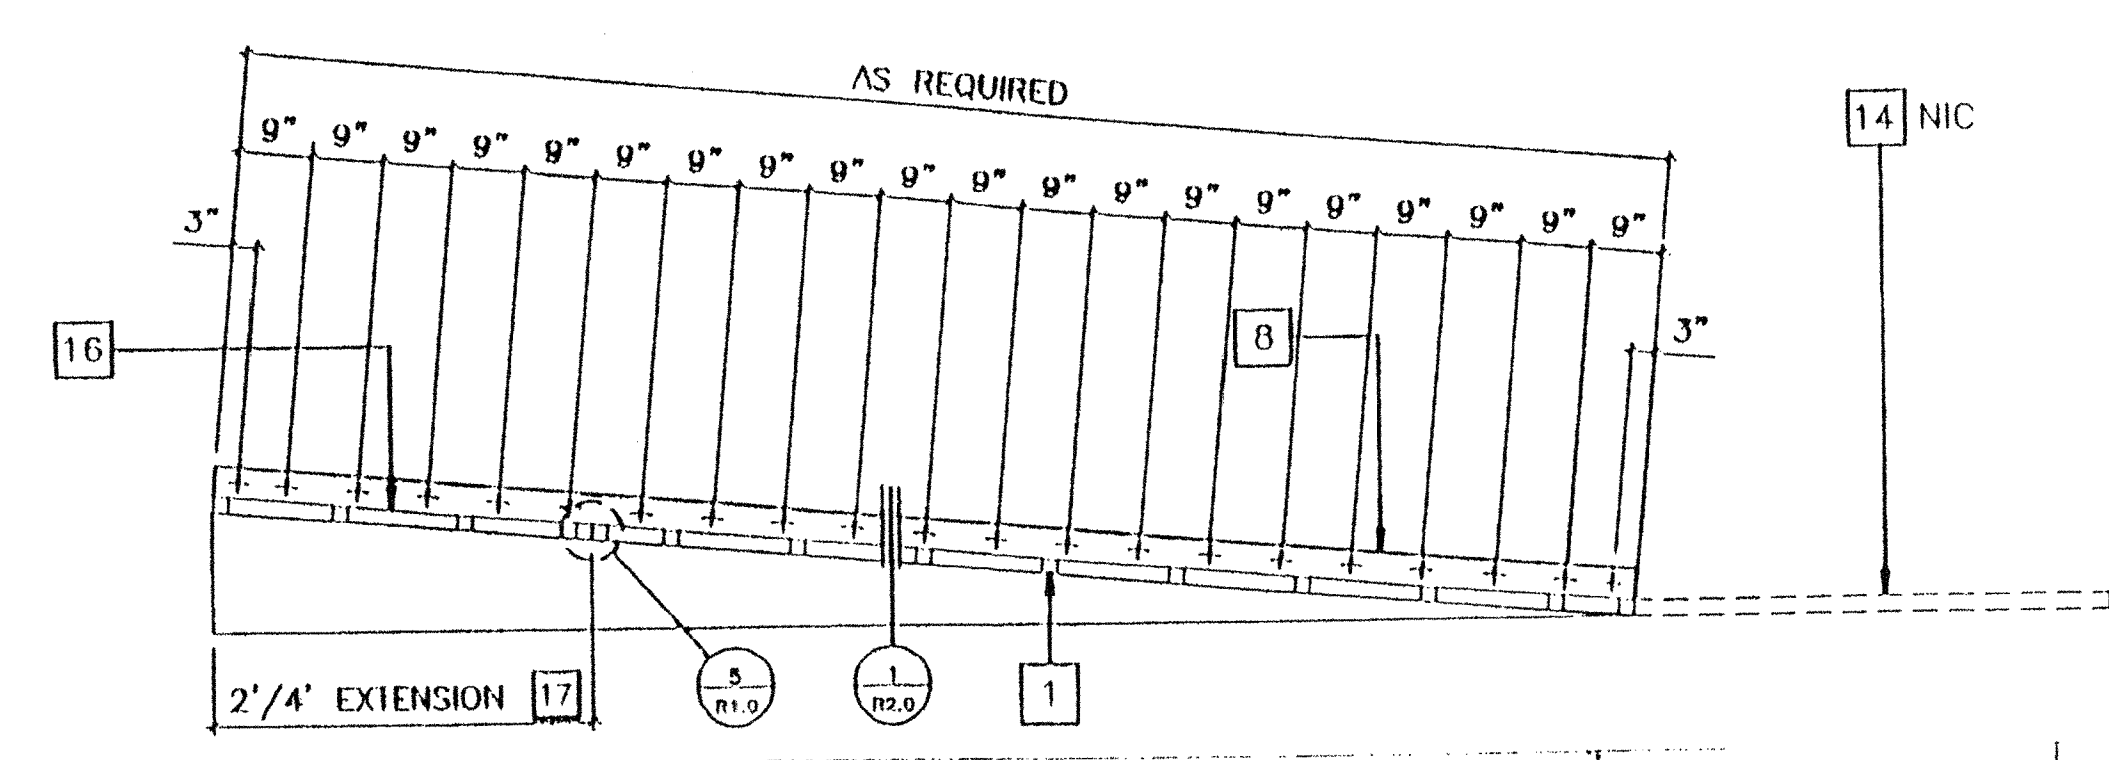 AS REQUIRED
14 NIC
9" 9" 9" 9" 9" 9" 9" 9" 9" 9" 9" 9" 9" 9" 9" 9" 9" 9" 9" 9"
3"
3"
16
8
2'/4' EXTENSION 17
5
R1.0
1
R2.0
1